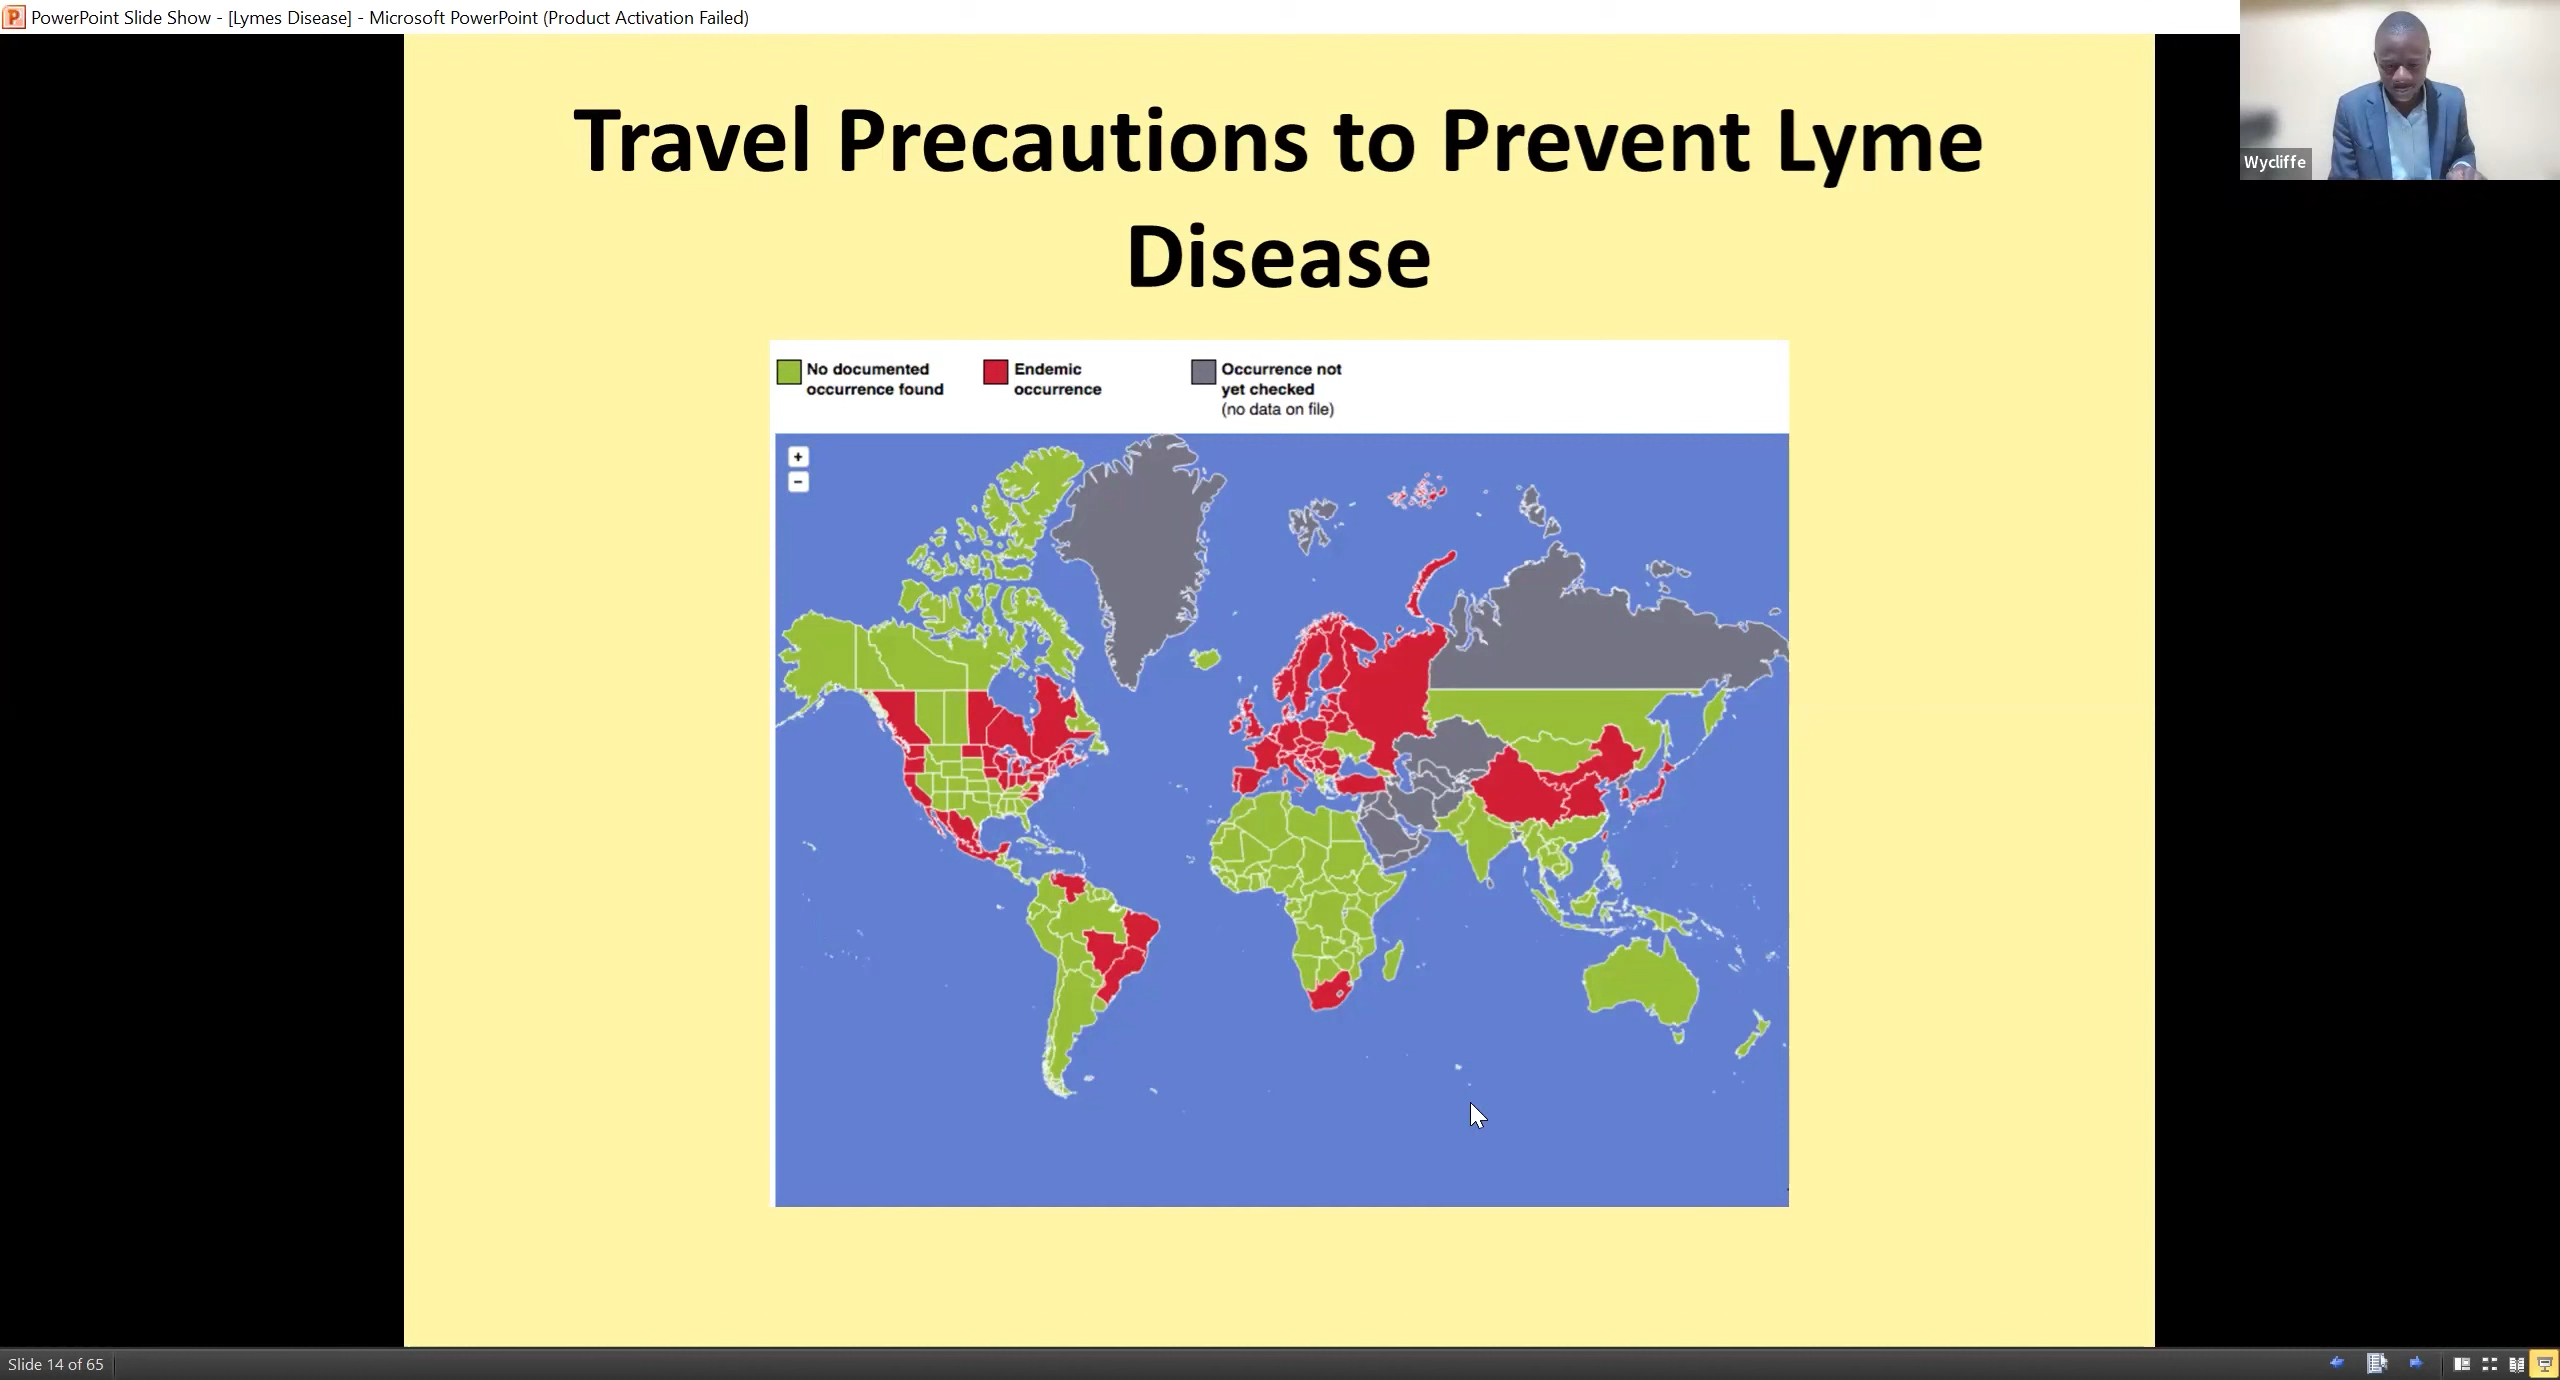 PowerPoint Slide Show - [Lymes Disease] - Microsoft PowerPoint (Product Activation Failed)
Wycliffe
Travel Precautions to Prevent Lyme
Disease
No documented
occurrence found
Endemic
occurrence
Occurrence not
yet checked
(no data on file)
+
-
Slide 14 of 65